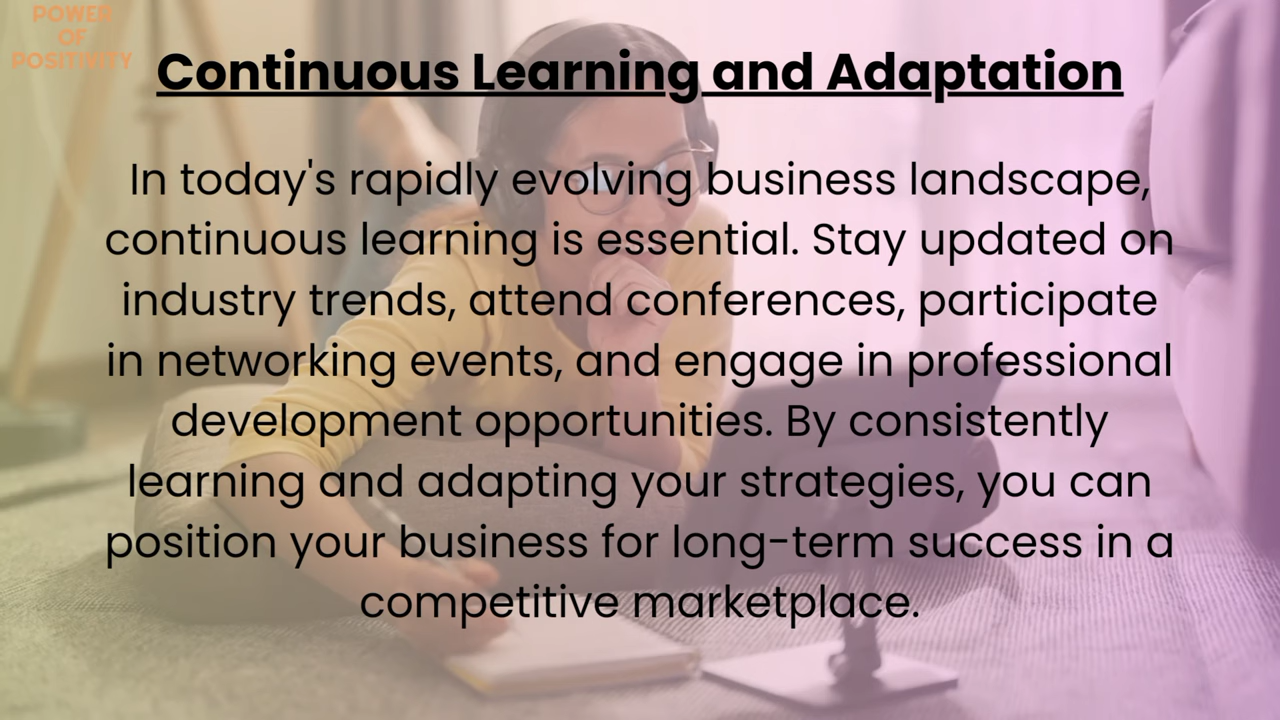 POWER
OF
POSITIVITY
Continuous Learning and Adaptation
In today's rapidly evolving business landscape,
continuous learning is essential. Stay updated on
industry trends, attend conferences, participate
in networking events, and engage in professional
development opportunities. By consistently
learning and adapting your strategies, you can
position your business for long-term success in a
competitive marketplace.